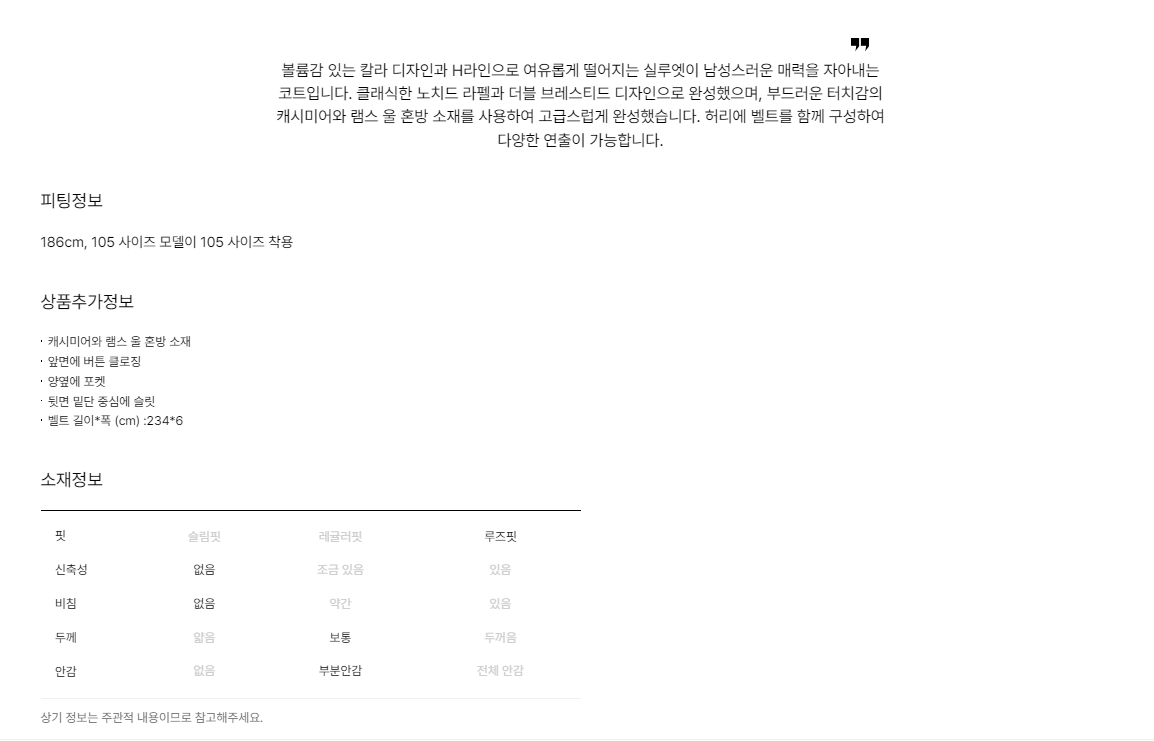 ❞
볼륨감 있는 칼라 디자인과 H라인으로 여유롭게 떨어지는 실루엣이 남성스러운 매력을 자아내는
코트입니다. 클래식한 노치드 라펠과 더블 브레스티드 디자인으로 완성했으며, 부드러운 터치감의
캐시미어와 램스 울 혼방 소재를 사용하여 고급스럽게 완성했습니다. 허리에 벨트를 함께 구성하여
다양한 연출이 가능합니다.
피팅정보
186cm, 105 사이즈 모델이 105 사이즈 착용
상품추가정보
· 캐시미어와 램스 울 혼방 소재
· 앞면에 버튼 클로징
· 양옆에 포켓
· 뒷면 밑단 중심에 슬릿
· 벨트 길이*폭 (cm) :234*6
소재정보
핏 슬림핏 레귤러핏 루즈핏
신축성 없음 조금 있음 있음
비침 없음 약간 있음
두께 얇음 보통 두꺼움
안감 없음 부분안감 전체 안감
상기 정보는 주관적 내용이므로 참고해주세요.